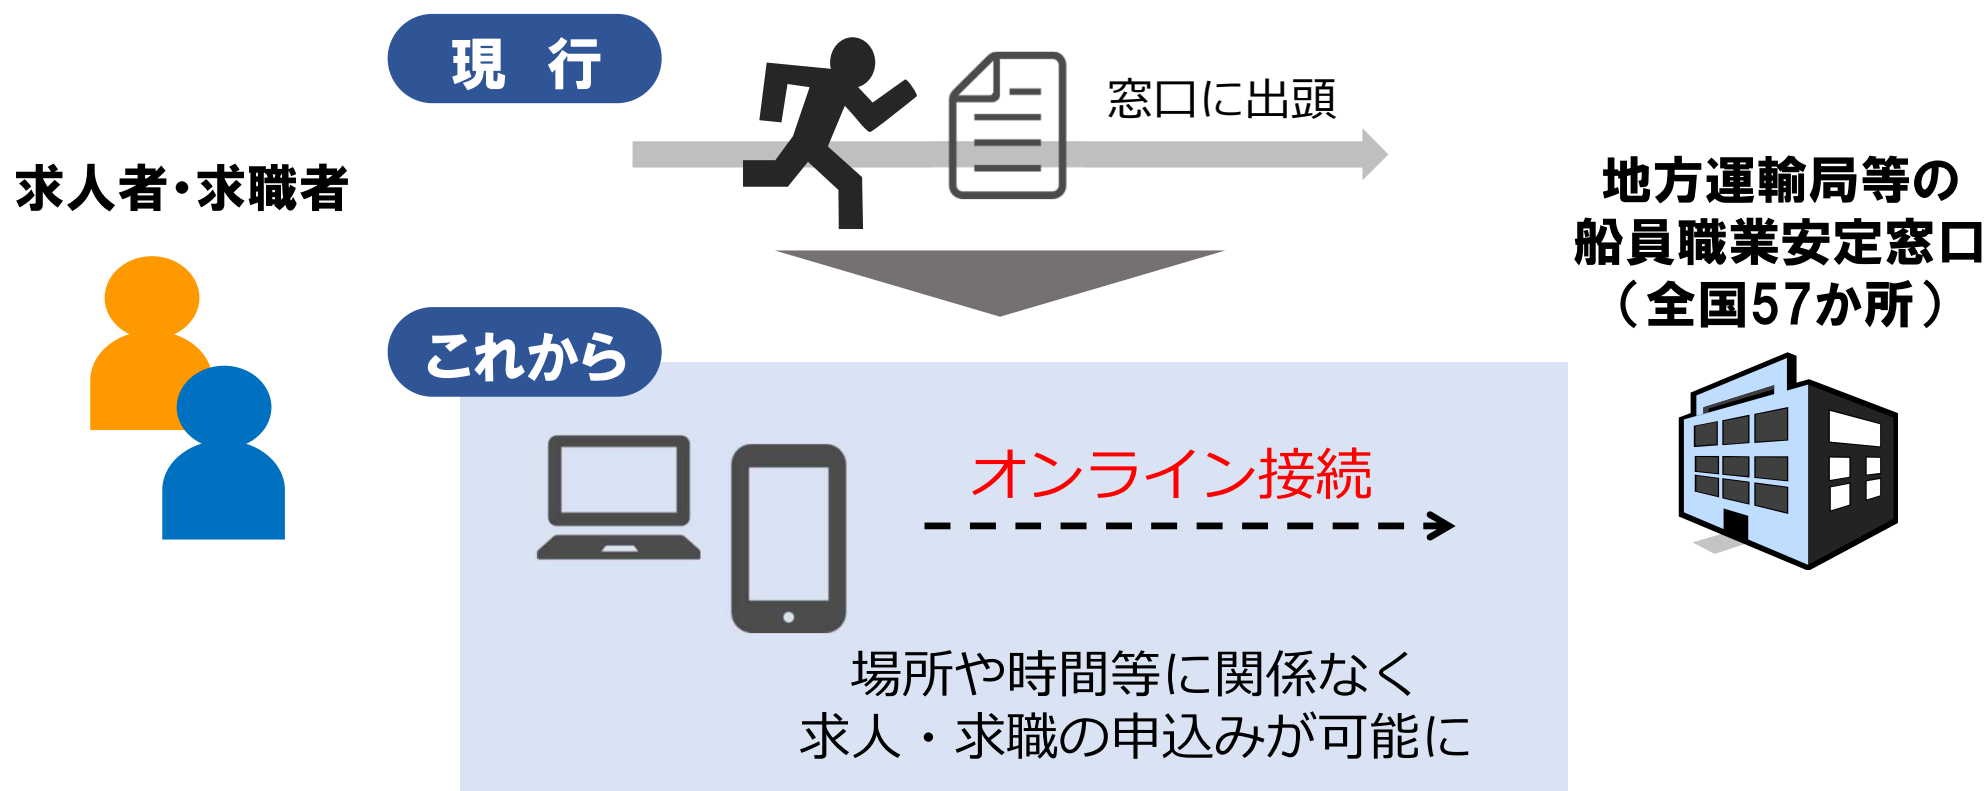 現　行
窓口に出頭
求人者・求職者
地方運輸局等の
船員職業安定窓口
（全国57か所）
これから
オンライン接続
場所や時間等に関係なく
求人・求職の申込みが可能に